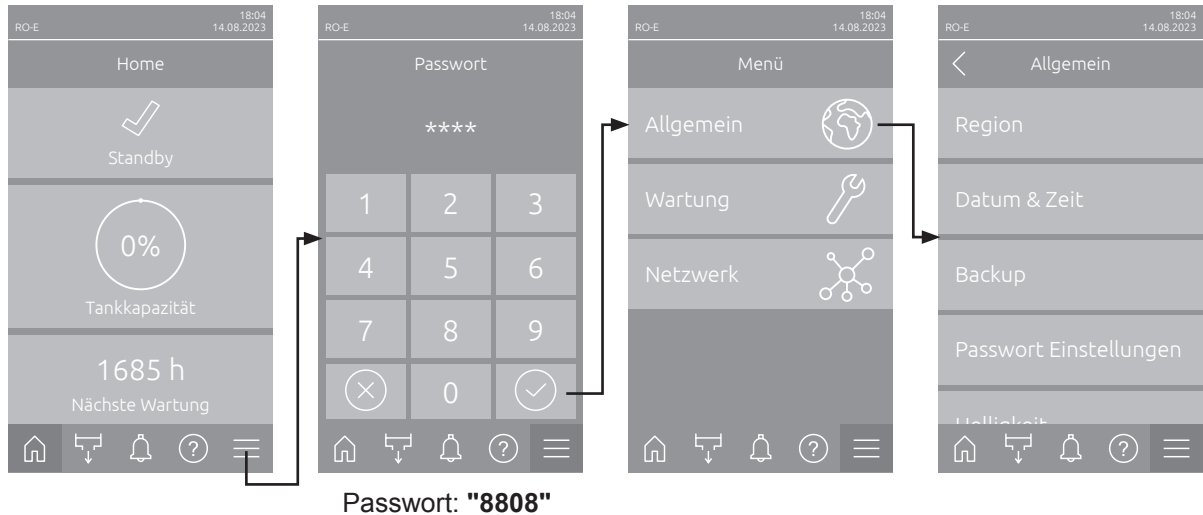 18:04
RO-E 14.08.2023
Home
Standby
0%
Tankkapazität
1685 h
Nächste Wartung
?
18:04
RO-E 14.08.2023
Passwort
****
1 2 3
4 5 6
7 8 9
0
?
Passwort: "8808"
18:04
RO-E 14.08.2023
Menü
Allgemein
Wartung
Netzwerk
?
18:04
RO-E 14.08.2023
Allgemein
Region
Datum & Zeit
Backup
Passwort Einstellungen
Helligkeit
?